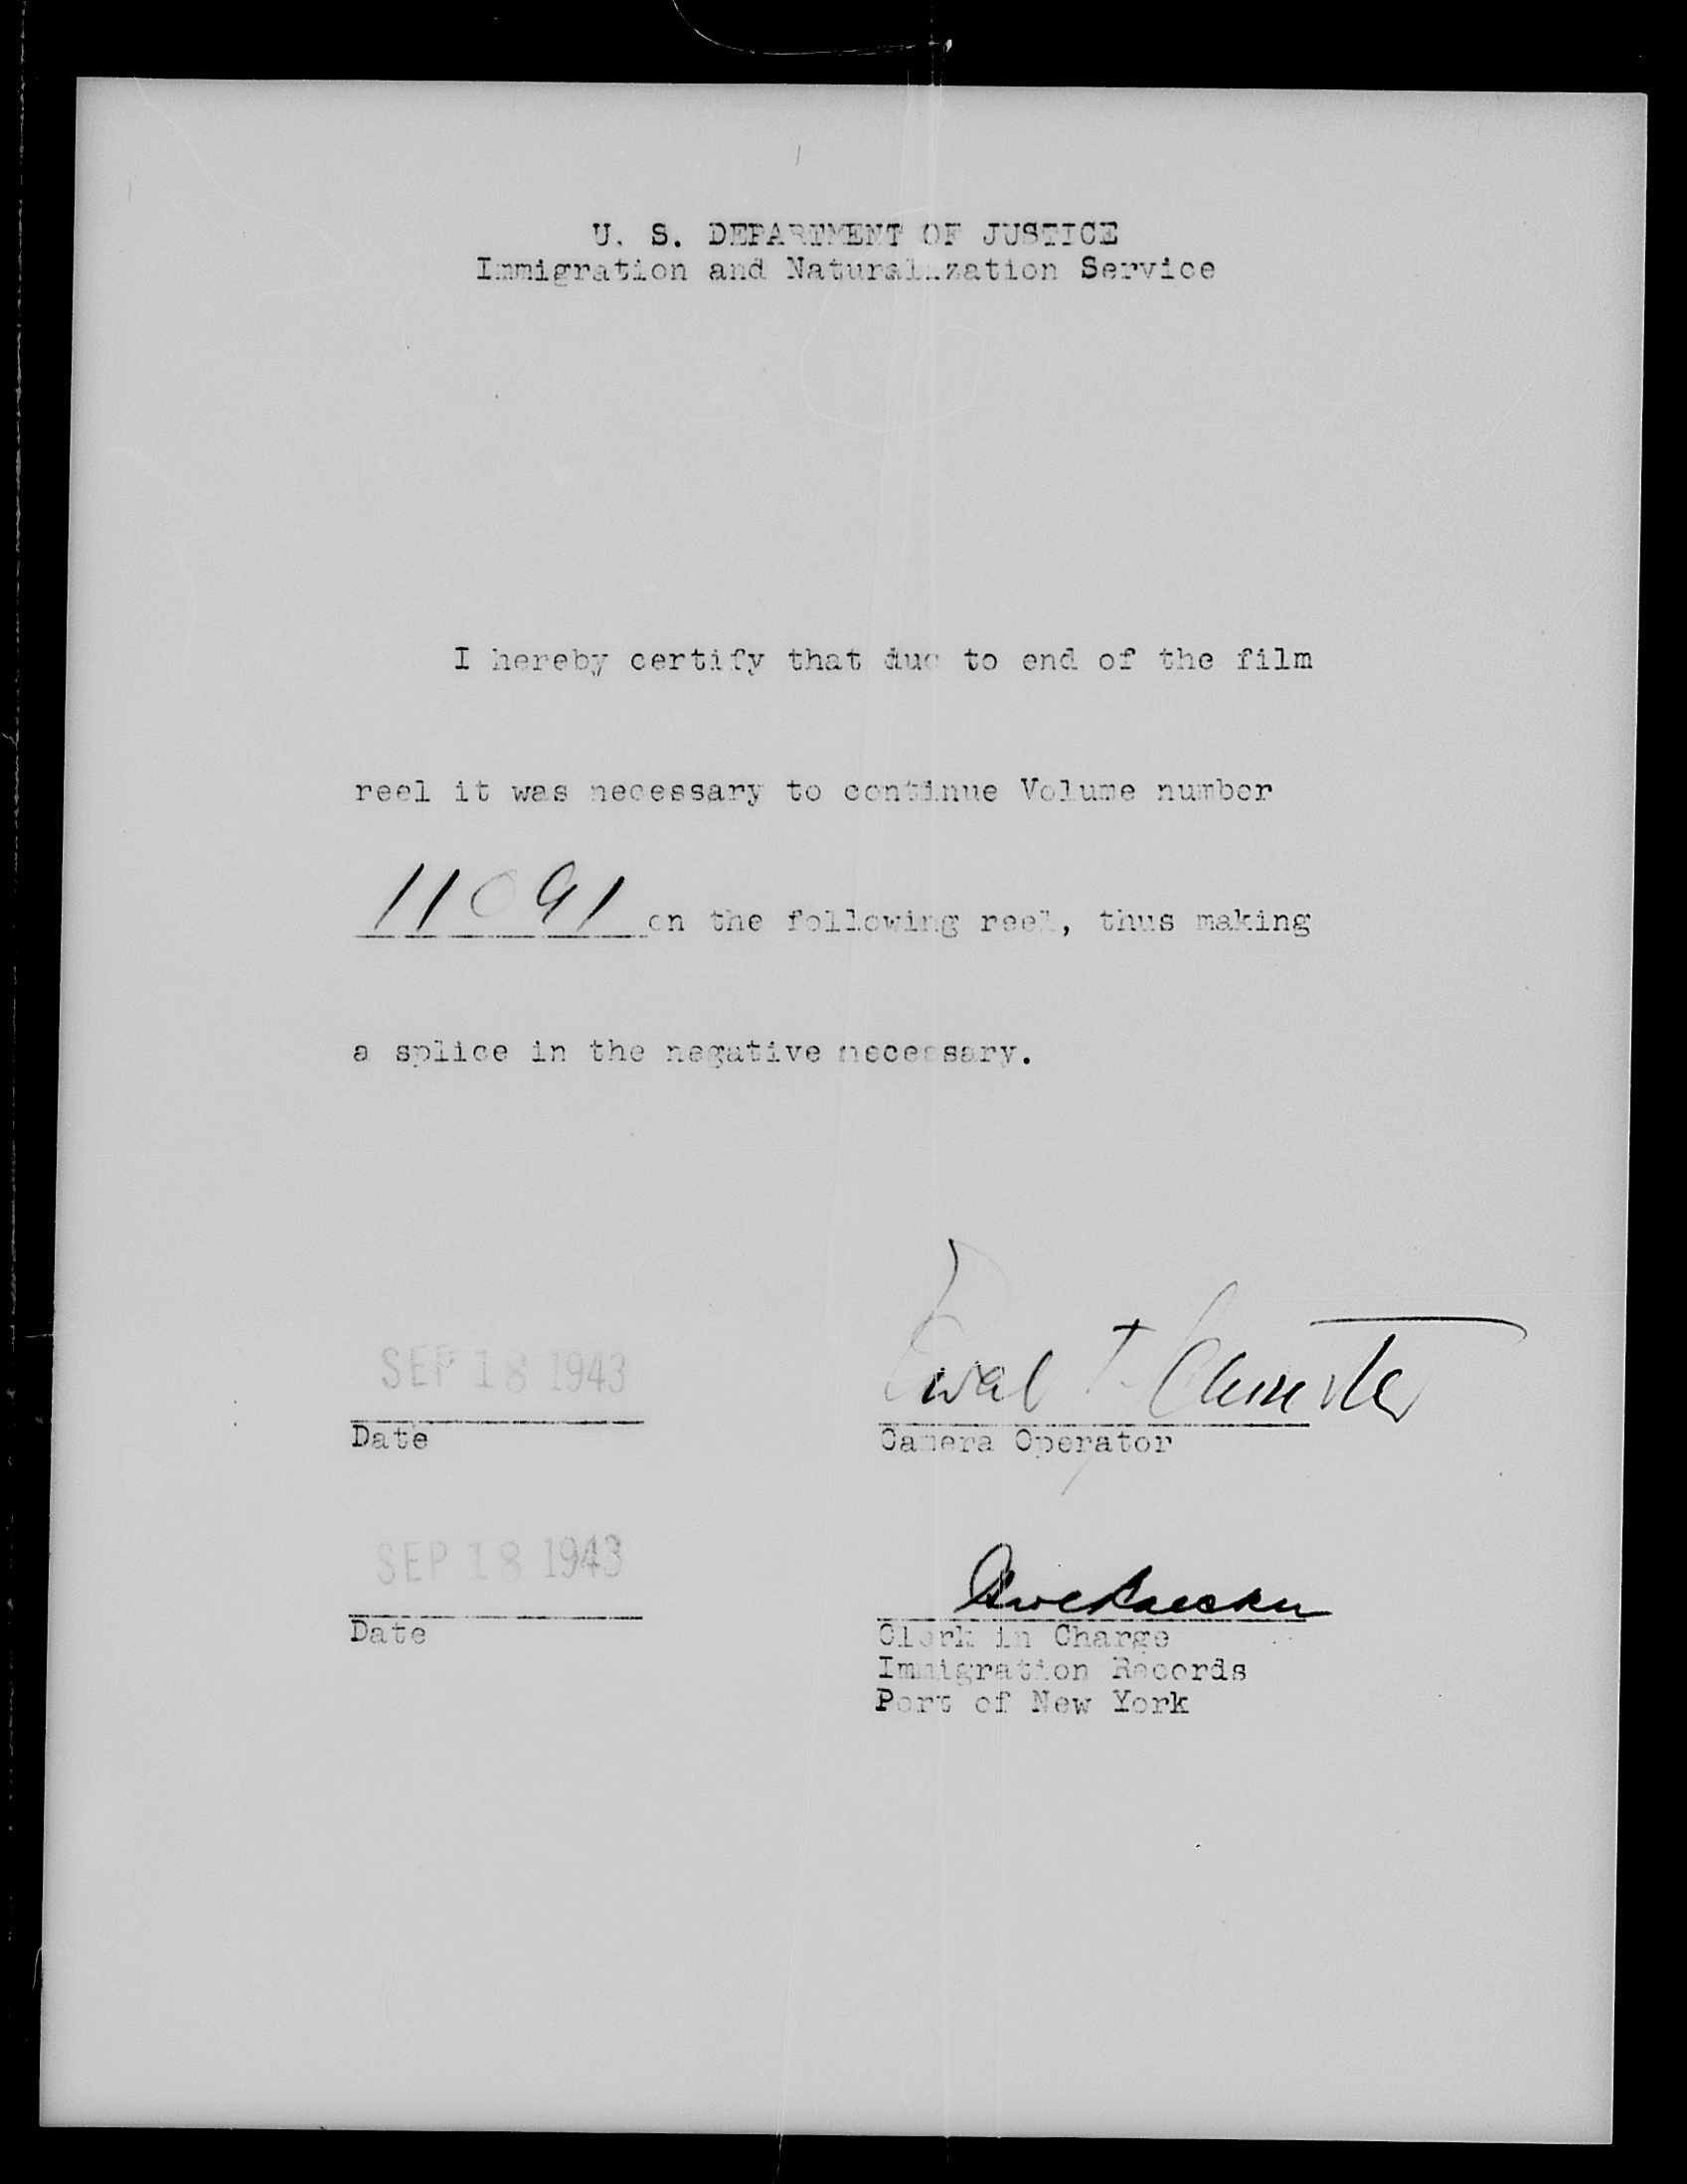 U. S. DEPARTMENT OF JUSTICE
Immigration and Naturalization Service
I hereby certify that due to end of the film
reel it was necessary to continue Volume number
11091 on the following reel, thus making
a splice in the negative necessary.
SEP 18 1943
Date
Camera Operator
SEP 18 1943
Date
Clerk in Charge
Immigration Records
Port of New York